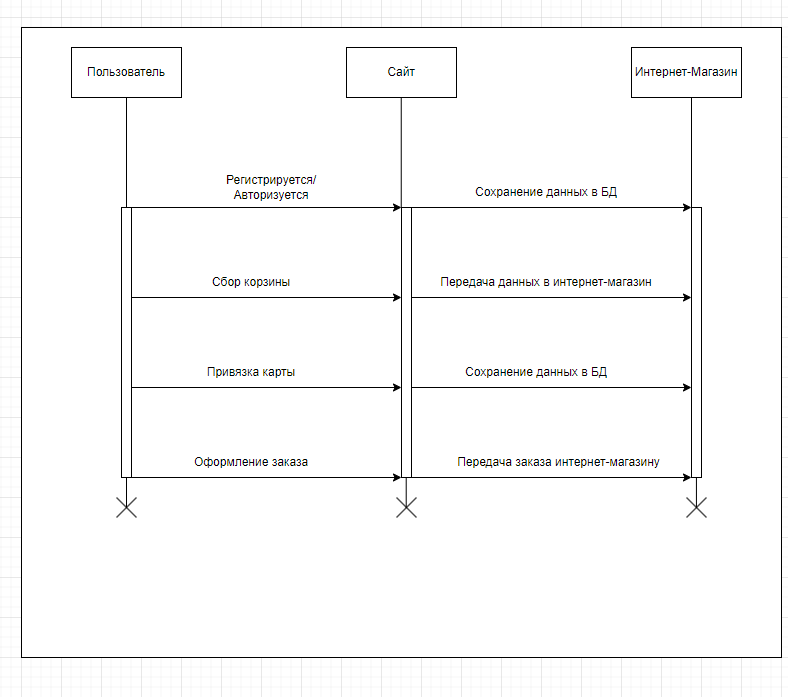 Пользователь
Сайт
Интернет-Магазин
Регистрируется/
Авторизуется
Сохранение данных в БД
Сбор корзины
Передача данных в интернет-магазин
Привязка карты
Сохранение данных в БД
Оформление заказа
Передача заказа интернет-магазину